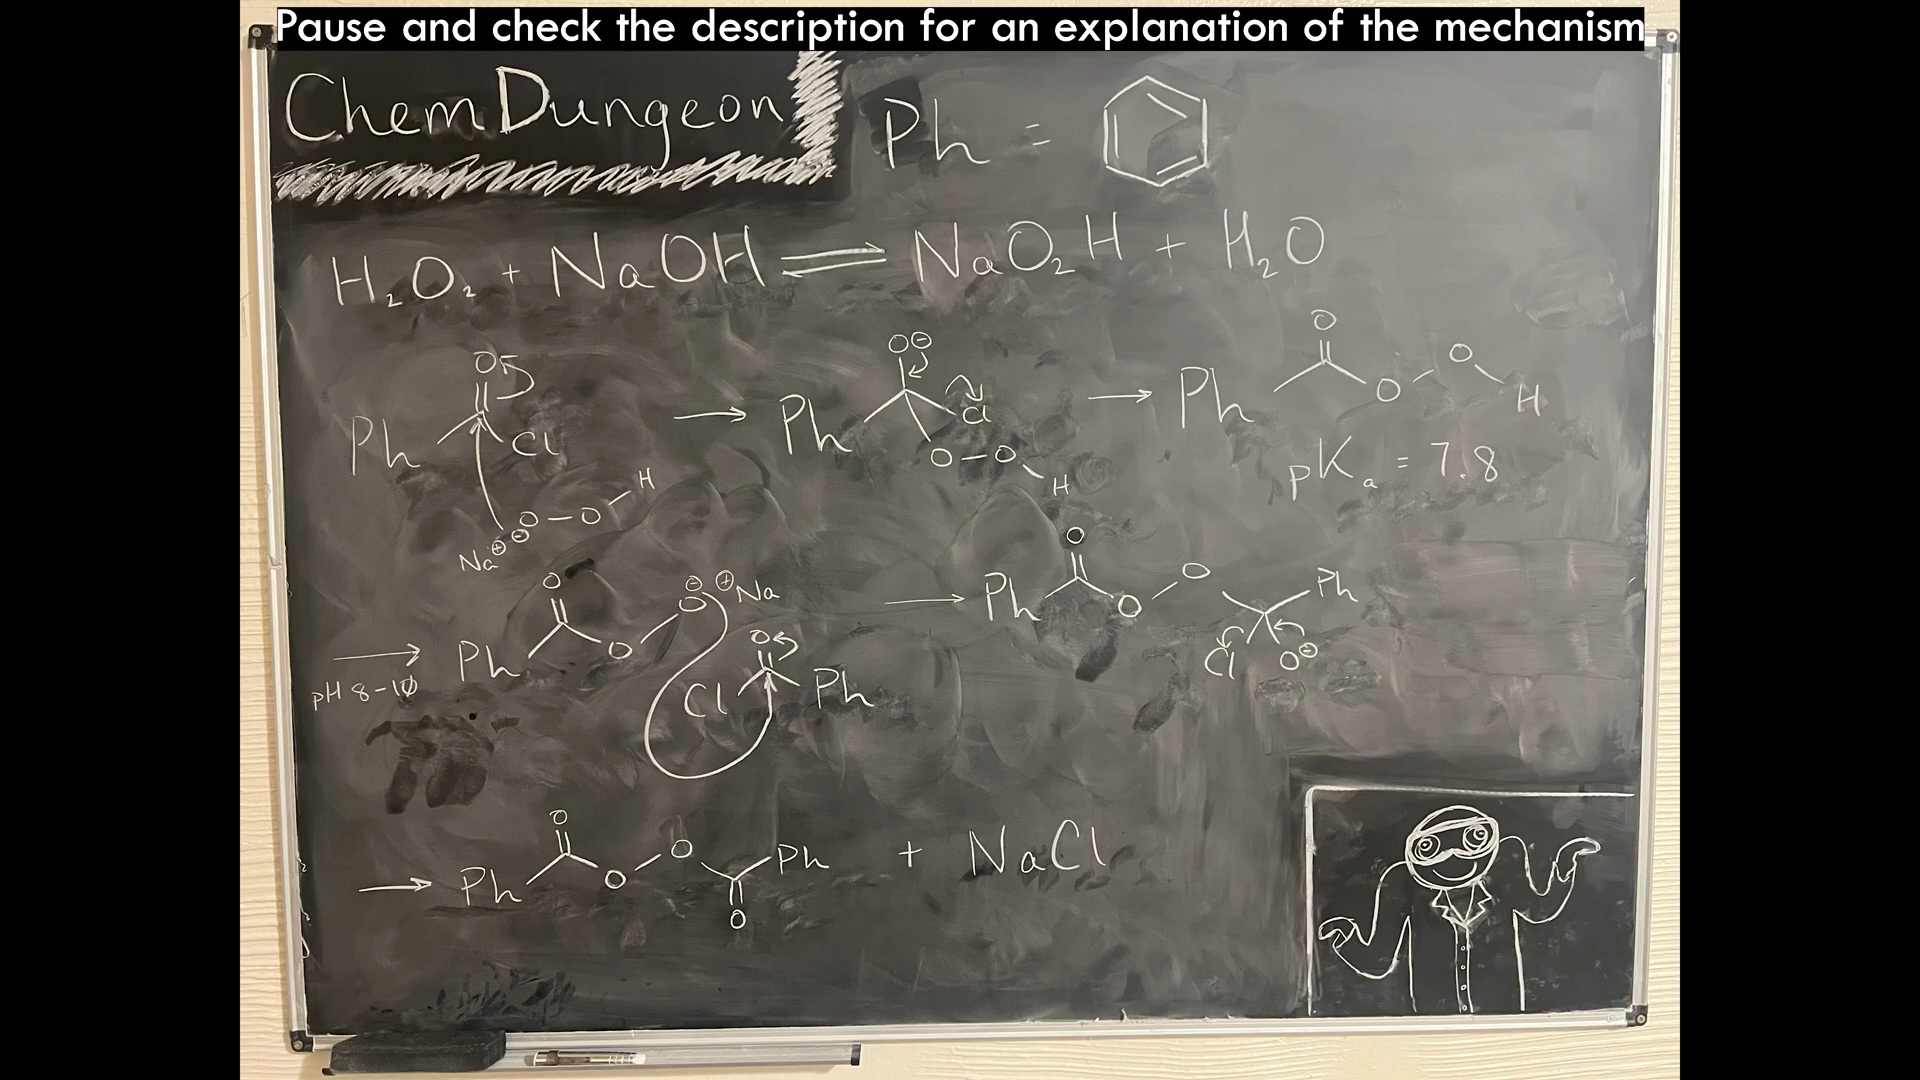 Pause and check the description for an explanation of the mechanism
ChemDungeon
Ph =
H₂O₂ + NaOH ⇌ NaO₂H + H₂O
O O⊖ O
Ph Cl → Ph Cl → Ph O-O H
O-O H
Na⊕ ⊖O-O-H
pKa = 7.8
→ pH 8-10
O ⊖ ⊕Na
Ph O O
O
Cl Ph
→
O
Ph O O Ph
Cl O⊖
O
→ Ph O O Ph + NaCl
O